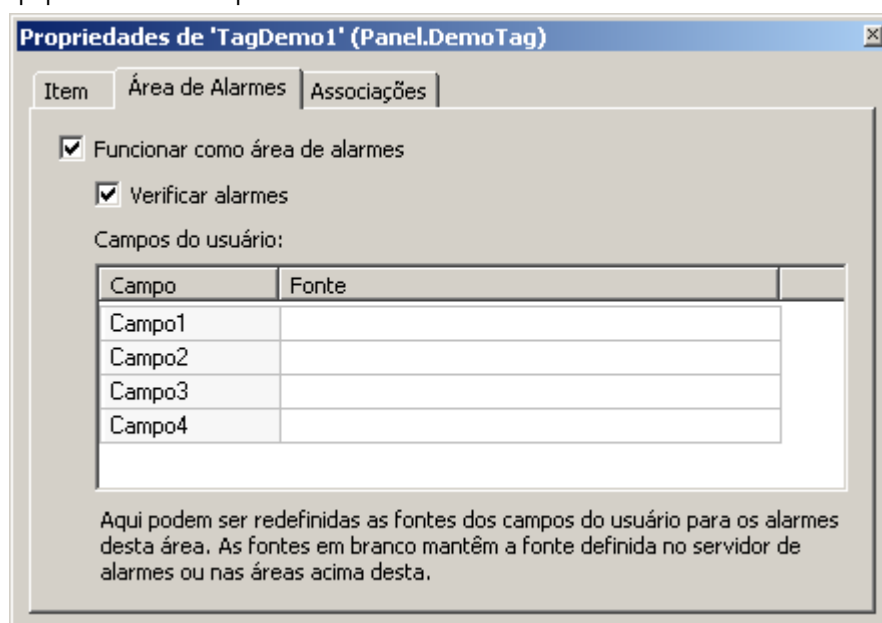 Propriedades de 'TagDemo1' (Panel.DemoTag)
Item Área de Alarmes Associações
Funcionar como área de alarmes
Verificar alarmes
Campos do usuário:
Campo Fonte
Campo1
Campo2
Campo3
Campo4
Aqui podem ser redefinidas as fontes dos campos do usuário para os alarmes
desta área. As fontes em branco mantêm a fonte definida no servidor de
alarmes ou nas áreas acima desta.